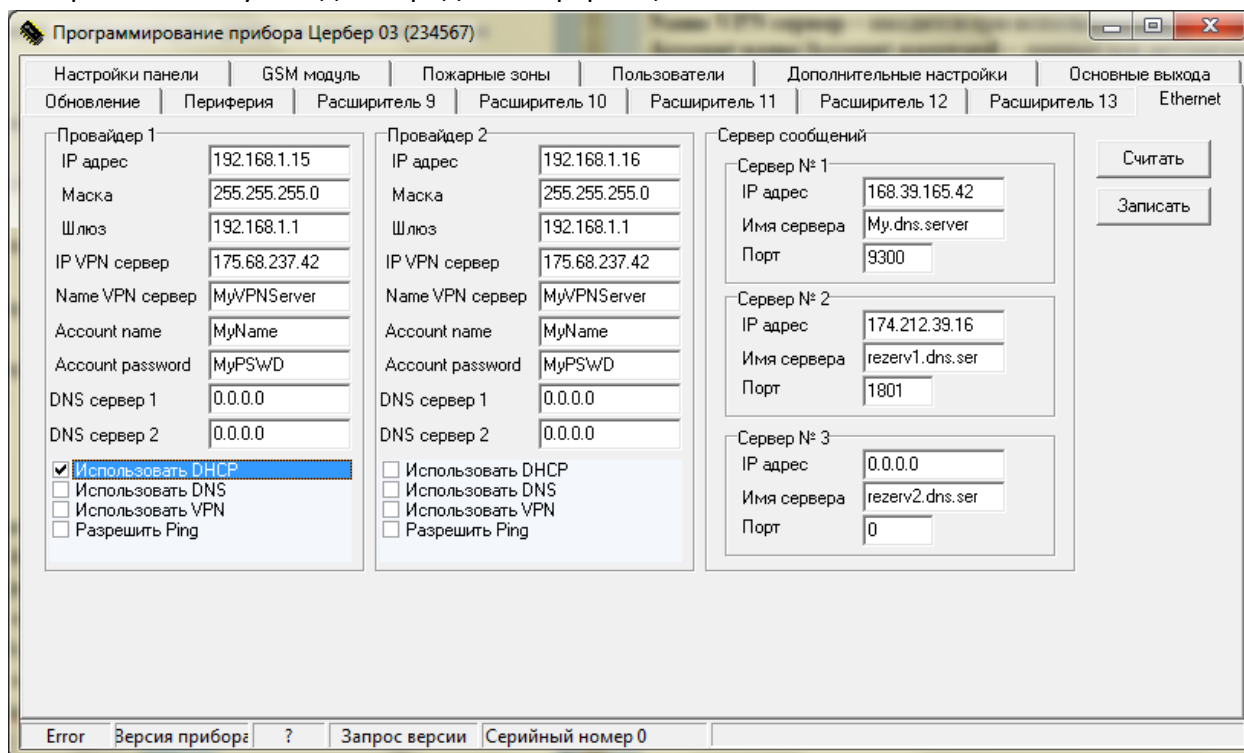 Программирование прибора Цербер 03 (234567)
Настройки панели GSM модуль Пожарные зоны Пользователи Дополнительные настройки Основные выхода
Обновление Периферия Расширитель 9 Расширитель 10 Расширитель 11 Расширитель 12 Расширитель 13 Ethernet
Провайдер 1
IP адрес 192.168.1.15
Маска 255.255.255.0
Шлюз 192.168.1.1
IP VPN сервер 175.68.237.42
Name VPN сервер MyVPNServer
Account name MyName
Account password MyPSWD
DNS сервер 1 0.0.0.0
DNS сервер 2 0.0.0.0
Использовать DHCP
Использовать DNS
Использовать VPN
Разрешить Ping
Провайдер 2
IP адрес 192.168.1.16
Маска 255.255.255.0
Шлюз 192.168.1.1
IP VPN сервер 175.68.237.42
Name VPN сервер MyVPNServer
Account name MyName
Account password MyPSWD
DNS сервер 1 0.0.0.0
DNS сервер 2 0.0.0.0
Использовать DHCP
Использовать DNS
Использовать VPN
Разрешить Ping
Сервер сообщений
Сервер № 1
IP адрес 168.39.165.42
Имя сервера My.dns.server
Порт 9300
Сервер № 2
IP адрес 174.212.39.16
Имя сервера rezerv1.dns.ser
Порт 1801
Сервер № 3
IP адрес 0.0.0.0
Имя сервера rezerv2.dns.ser
Порт 0
Считать
Записать
Error Версия прибора ? Запрос версии Серийный номер 0